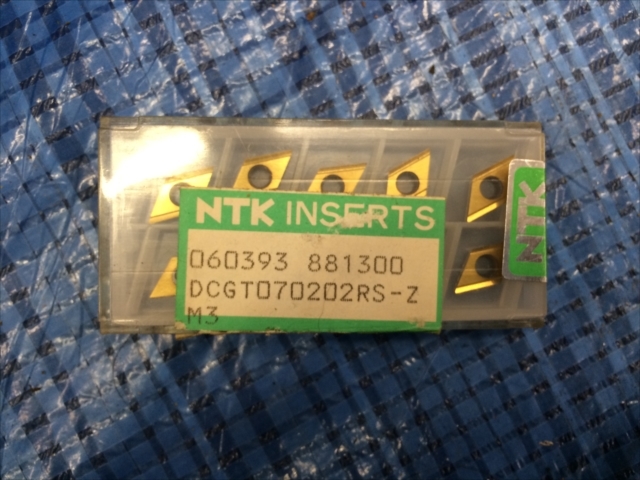 NTK INSERTS
060393 881300
DCGT070202RS-Z
M3
NTK